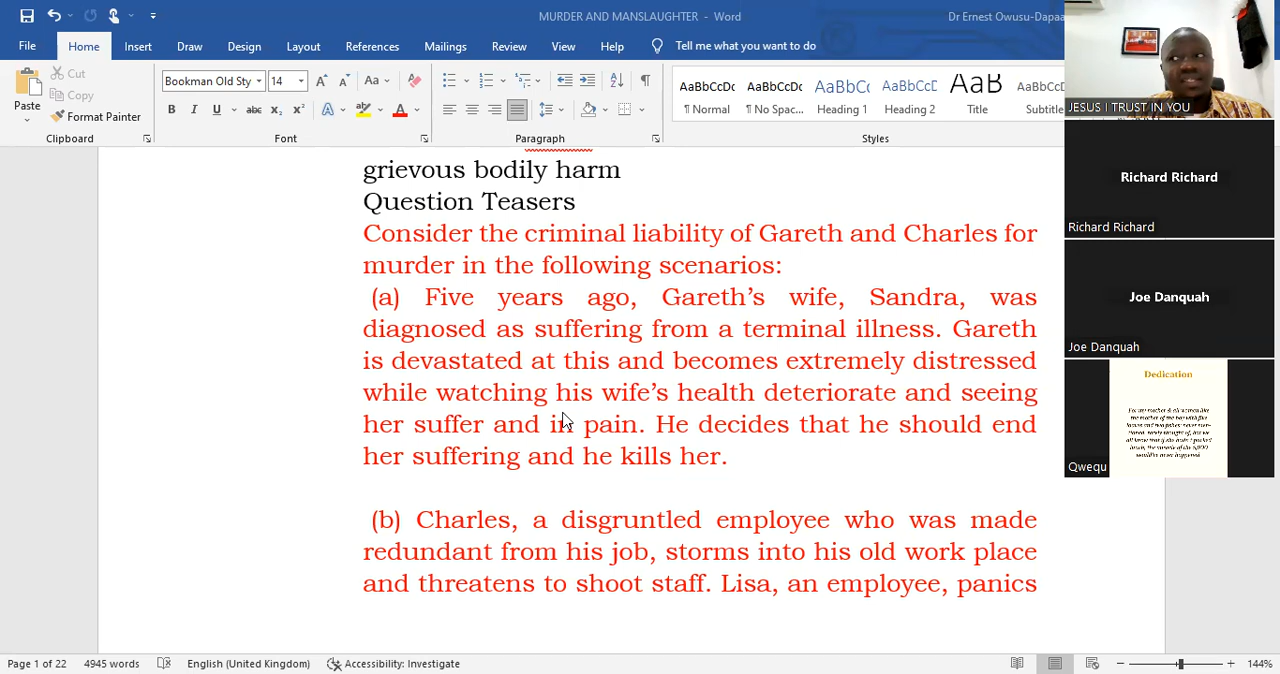 MURDER AND MANSLAUGHTER - Word
Dr Ernest Owusu-Dapaa
File Home Insert Draw Design Layout References Mailings Review View Help Tell me what you want to do
Paste
Cut
Copy
Format Painter
Clipboard
Bookman Old Sty 14
Font
Paragraph
AaBbCcDc AaBbCcDc AaBbCc AaBbCcD AaB AaBbCcD
¶ Normal ¶ No Spac... Heading 1 Heading 2 Title Subtitle
Styles
grievous bodily harm
Question Teasers
Consider the criminal liability of Gareth and Charles for
murder in the following scenarios:
(a) Five years ago, Gareth's wife, Sandra, was
diagnosed as suffering from a terminal illness. Gareth
is devastated at this and becomes extremely distressed
while watching his wife's health deteriorate and seeing
her suffer and in pain. He decides that he should end
her suffering and he kills her.
(b) Charles, a disgruntled employee who was made
redundant from his job, storms into his old work place
and threatens to shoot staff. Lisa, an employee, panics
JESUS I TRUST IN YOU
Richard Richard
Richard Richard
Joe Danquah
Joe Danquah
Dedication
Qwequ
Page 1 of 22 4945 words English (United Kingdom) Accessibility: Investigate 144%